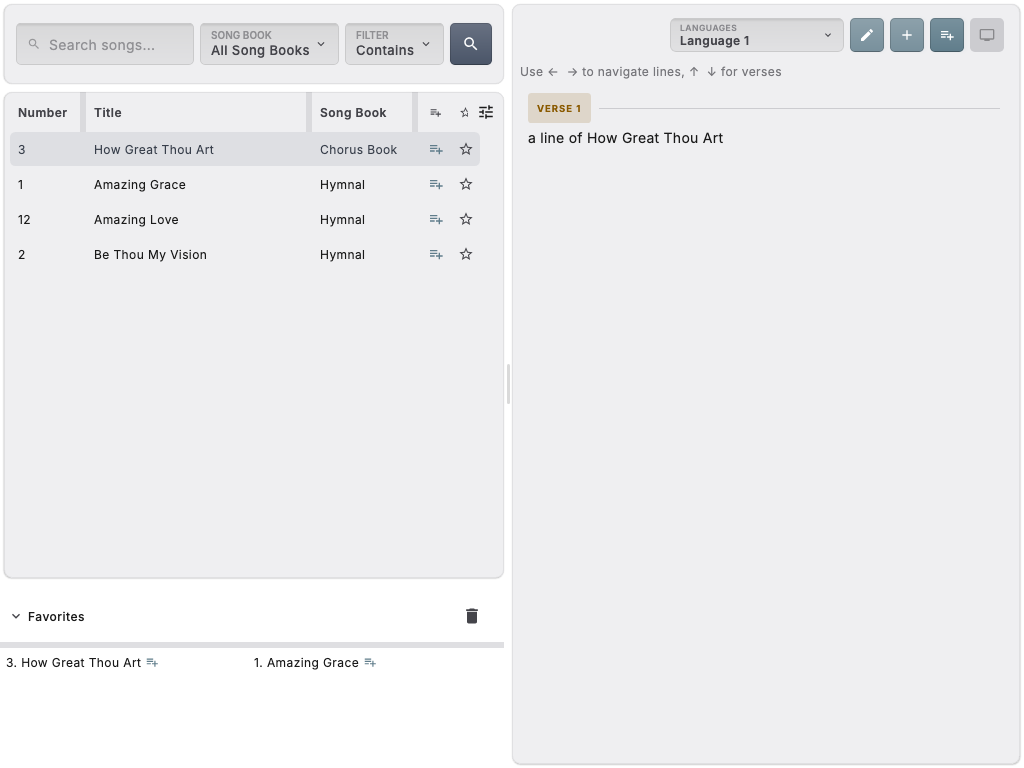 Search songs...
SONG BOOK
All Song Books
FILTER
Contains
Number Title Song Book
3 How Great Thou Art Chorus Book
1 Amazing Grace Hymnal
12 Amazing Love Hymnal
2 Be Thou My Vision Hymnal
Favorites
3. How Great Thou Art
1. Amazing Grace
LANGUAGES
Language 1
Use ← → to navigate lines, ↑ ↓ for verses
VERSE 1
a line of How Great Thou Art